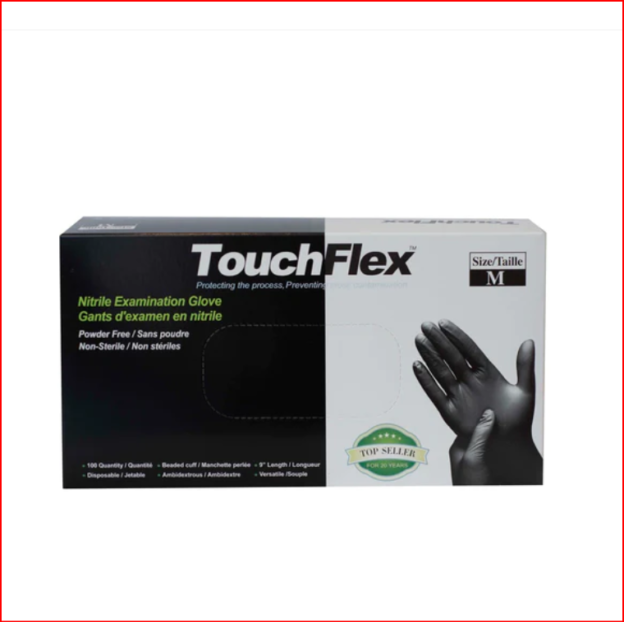 TouchFlex
TouchFlex™
Protecting the process, Preventing
Size/Taille
M
Nitrile Examination Glove
Gants d'examen en nitrile
Powder Free / Sans poudre
Non-Sterile / Non stériles
TOP SELLER
FOR 20 YEARS
• 100 Quantity / Quantité • Beaded cuff / Manchette perlée • 9" Length / Longueur
• Disposable / Jetable • Ambidextrous / Ambidextre • Versatile /Souple